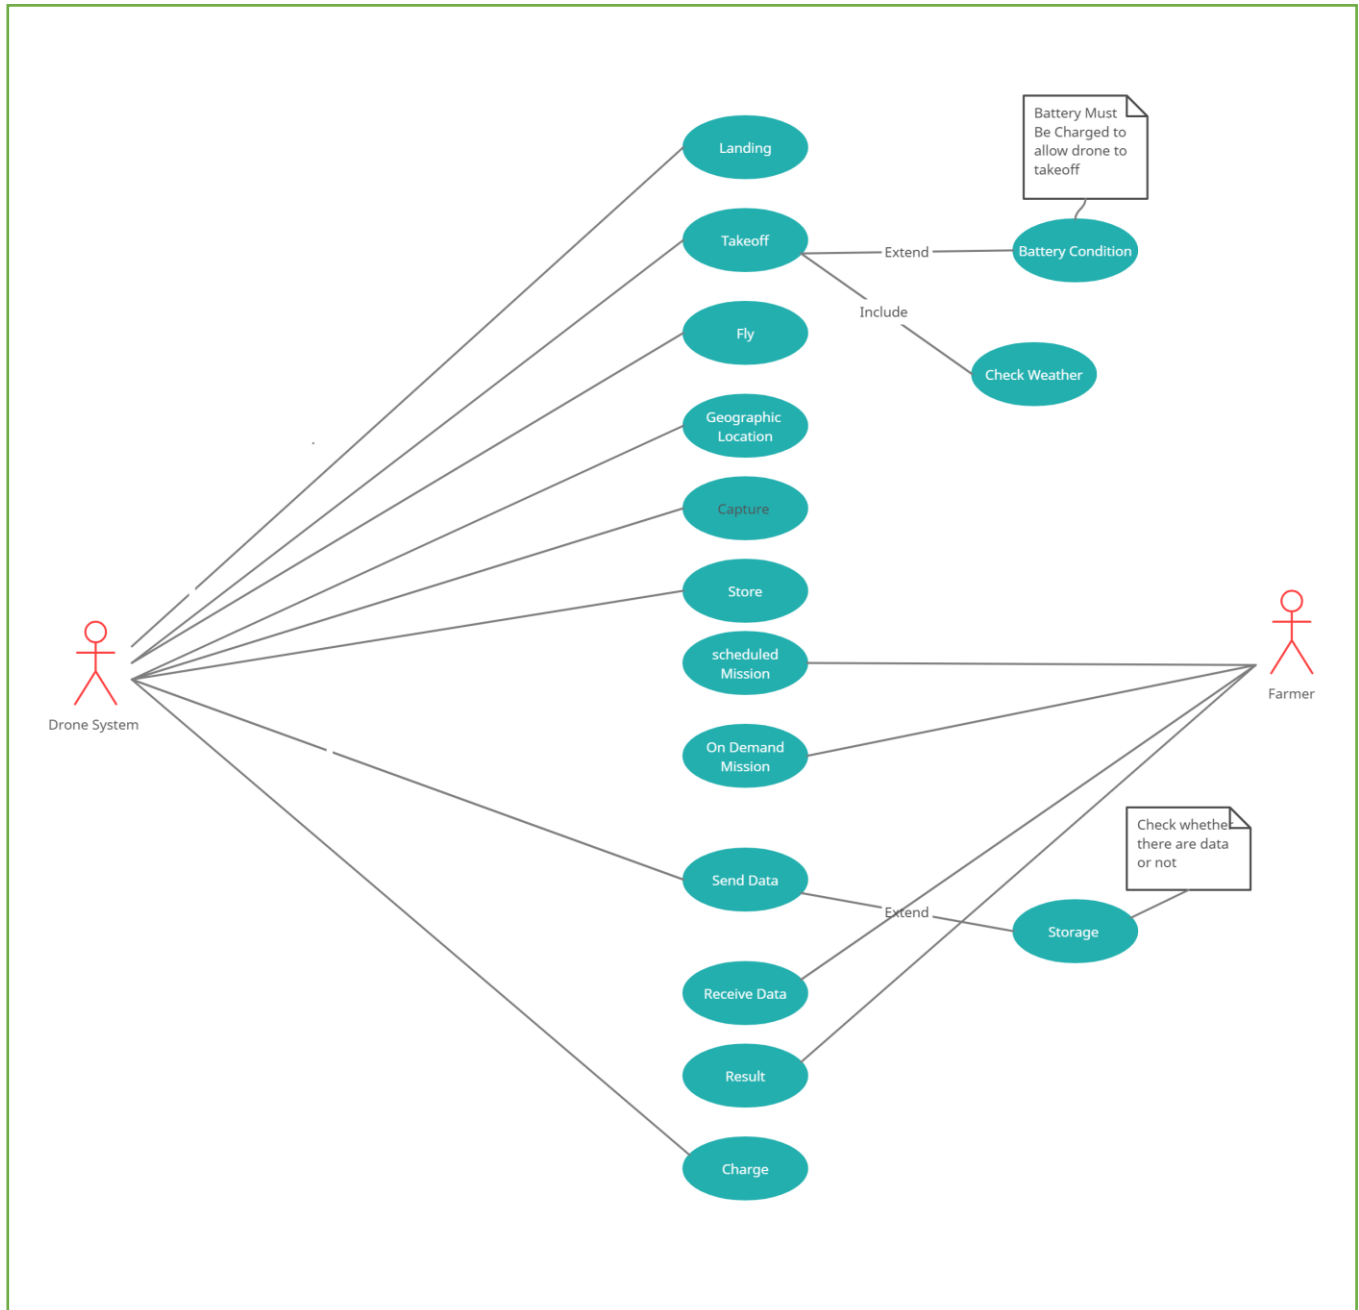 Battery Must
Be Charged to
allow drone to
takeoff
Landing
Takeoff
Extend
Battery Condition
Include
Fly
Check Weather
Geographic
Location
Capture
Store
scheduled
Mission
Farmer
Drone System
On Demand
Mission
Check whether
there are data
or not
Send Data
Extend
Storage
Receive Data
Result
Charge